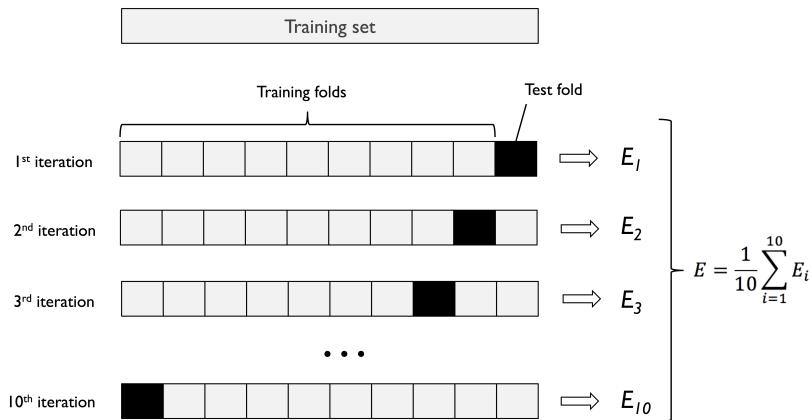 Training set
Training folds
Test fold
1st iteration
E1
2nd iteration
E2
E = 1/10 ∑ i=1 10 Ei
3rd iteration
E3
...
10th iteration
E10